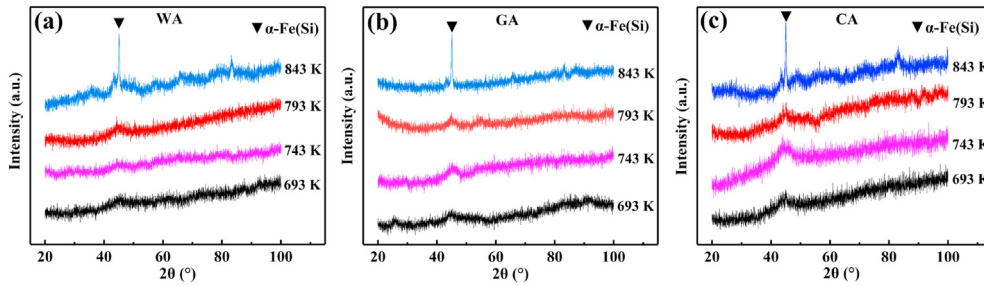 (a)
WA
▼ α-Fe(Si)
843 K
793 K
743 K
693 K
Intensity (a.u.)
20 40 60 80 100
2θ (°)
(b)
GA
▼ α-Fe(Si)
843 K
793 K
743 K
693 K
Intensity (a.u.)
20 40 60 80 100
2θ (°)
(c)
CA
▼ α-Fe(Si)
843 K
793 K
743 K
693 K
Intensity (a.u.)
20 40 60 80 100
2θ (°)